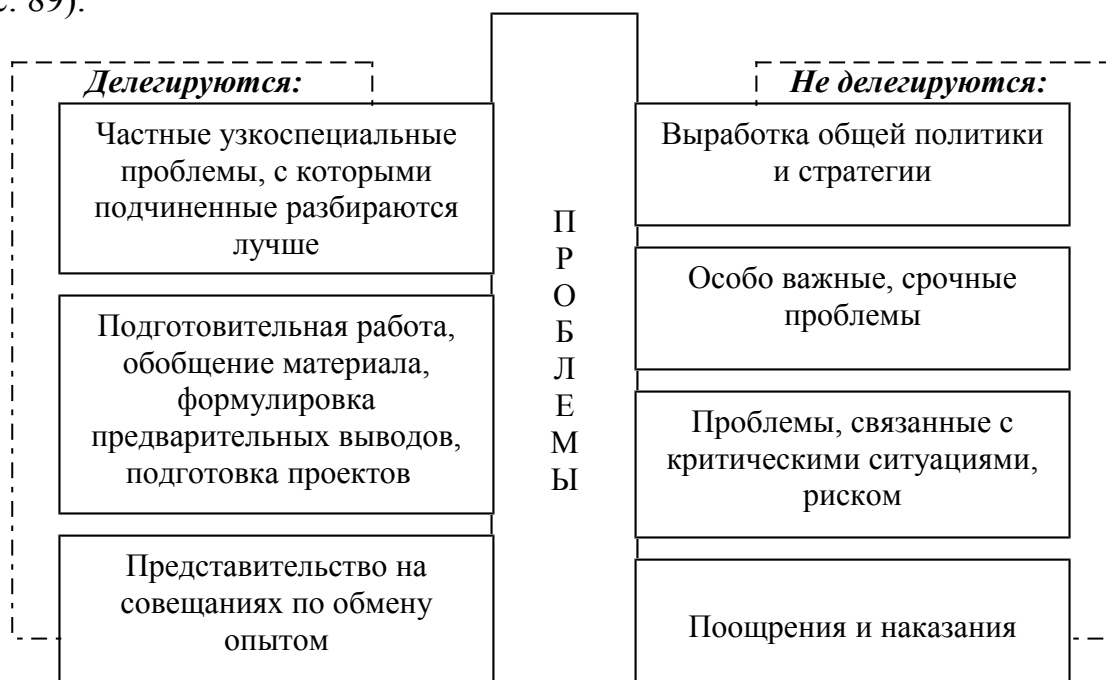 с. 89).
Делегируются:
Частные узкоспециальные
проблемы, с которыми
подчиненные разбираются
лучше
Подготовительная работа,
обобщение материала,
формулировка
предварительных выводов,
подготовка проектов
Представительство на
совещаниях по обмену
опытом
П
Р
О
Б
Л
Е
М
Ы
Не делегируются:
Выработка общей политики
и стратегии
Особо важные, срочные
проблемы
Проблемы, связанные с
критическими ситуациями,
риском
Поощрения и наказания